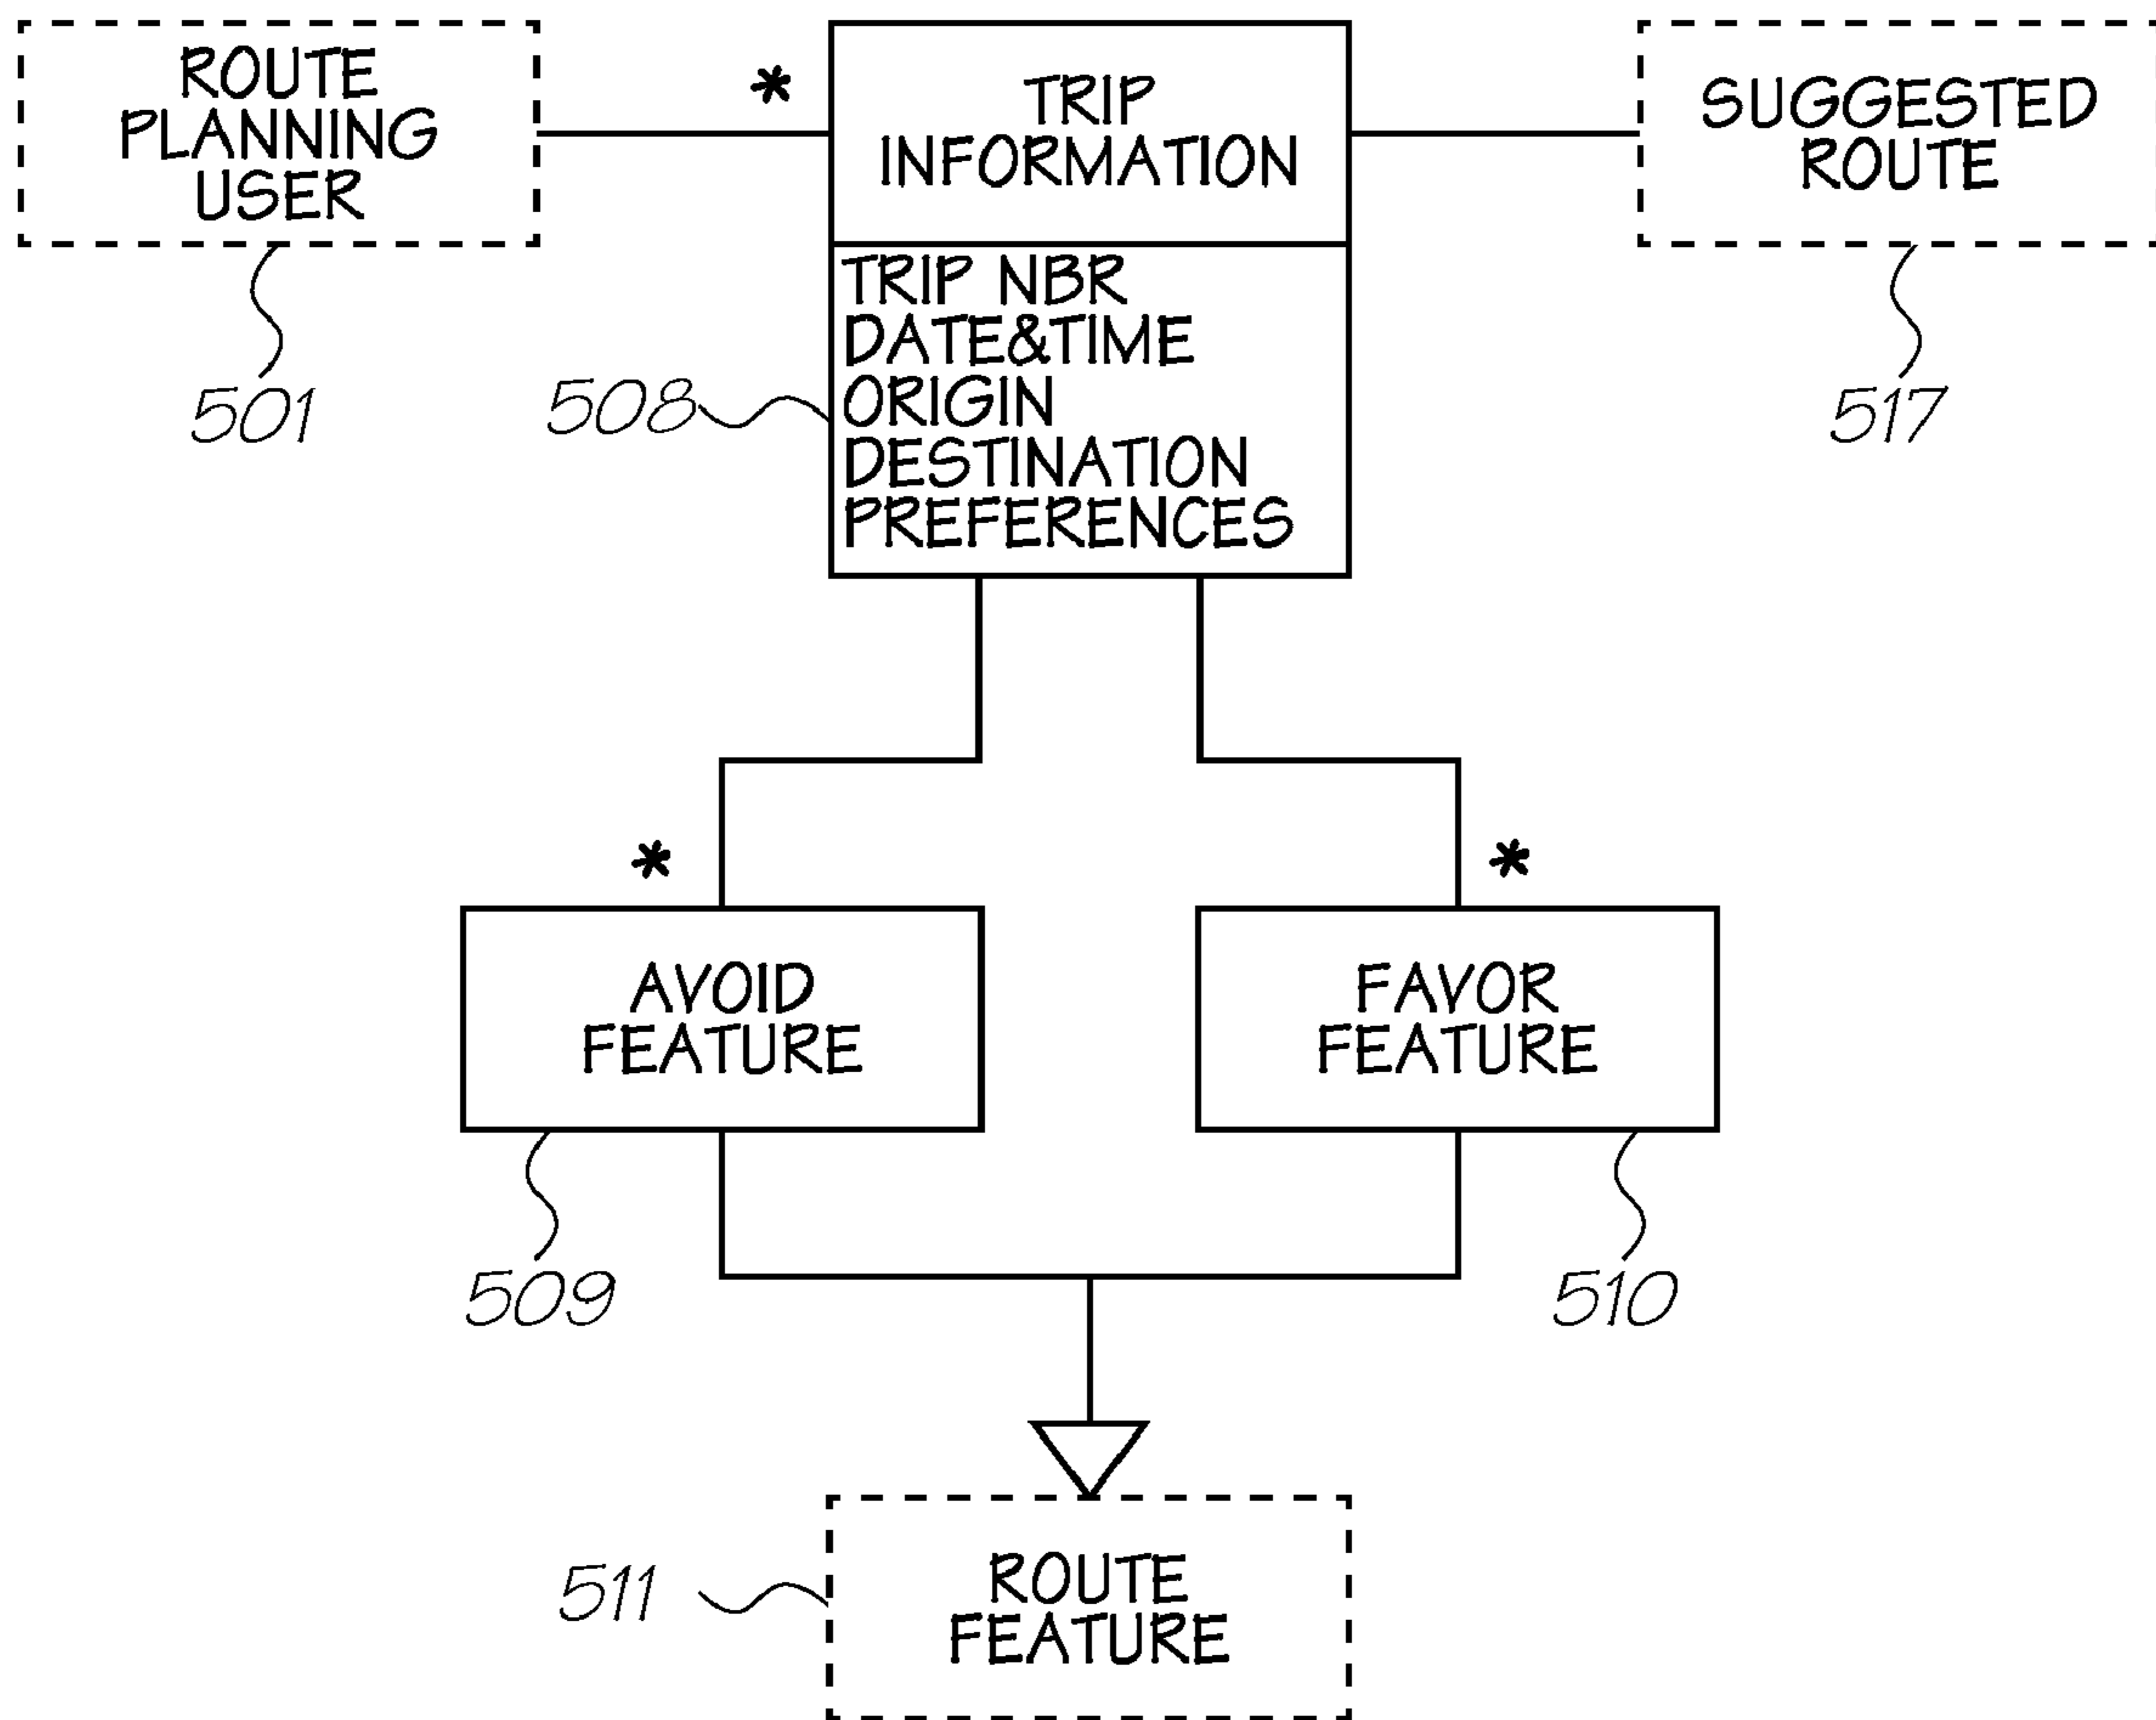 ROUTE
PLANNING
USER
*
TRIP
INFORMATION
SUGGESTED
ROUTE
TRIP NBR
DATE&TIME
ORIGIN
DESTINATION
PREFERENCES
501
508
517
*
*
AVOID
FEATURE
FAVOR
FEATURE
509
510
511
ROUTE
FEATURE